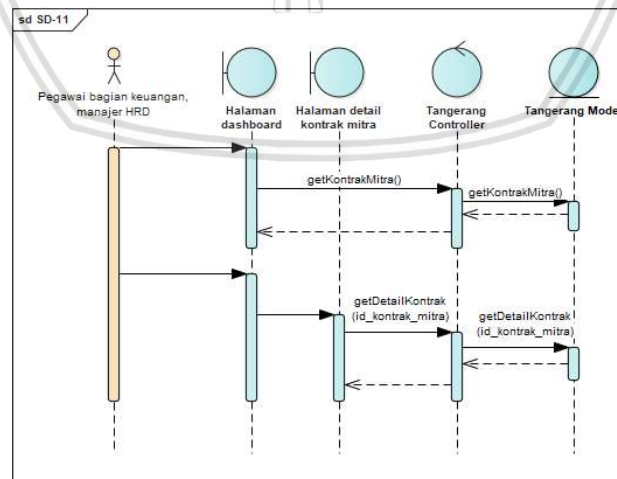 sd SD-11
Pegawai bagian keuangan,
manajer HRD
Halaman
dashboard
Halaman detail
kontrak mitra
Tangerang
Controller
Tangerang Model
getKontrakMitra()
getKontrakMitra()
getDetailKontrak
(id_kontrak_mitra)
getDetailKontrak
(id_kontrak_mitra)